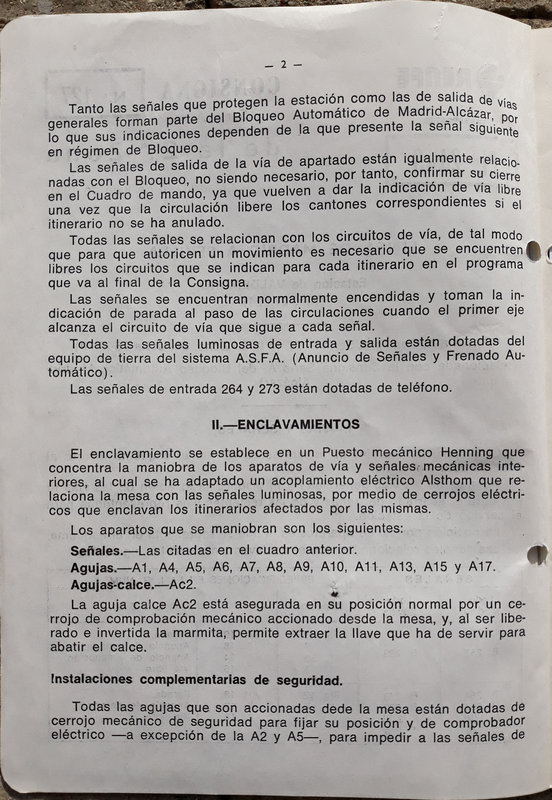 — 2 —
Tanto las señales que protegen la estación como las de salida de vías
generales forman parte del Bloqueo Automático de Madrid-Alcázar, por
lo que sus indicaciones dependen de la que presente la señal siguiente
en régimen de Bloqueo.
Las señales de salida de la vía de apartado están igualmente relacio-
nadas con el Bloqueo, no siendo necesario, por tanto, confirmar su cierre
en el Cuadro de mando, ya que vuelven a dar la indicación de vía libre
una vez que la circulación libere los cantones correspondientes si el
itinerario no se ha anulado.
Todas las señales se relacionan con los circuitos de vía, de tal modo
que para que autoricen un movimiento es necesario que se encuentren
libres los circuitos que se indican para cada itinerario en el programa
que va al final de la Consigna.
Las señales se encuentran normalmente encendidas y toman la in-
dicación de parada al paso de las circulaciones cuando el primer eje
alcanza el circuito de vía que sigue a cada señal.
Todas las señales luminosas de entrada y salida están dotadas del
equipo de tierra del sistema A.S.F.A. (Anuncio de Señales y Frenado Au-
tomático).
Las señales de entrada 264 y 273 están dotadas de teléfono.
II.—ENCLAVAMIENTOS
El enclavamiento se establece en un Puesto mecánico Henning que
concentra la maniobra de los aparatos de vía y señales mecánicas inte-
riores, al cual se ha adaptado un acoplamiento eléctrico Alsthom que re-
laciona la mesa con las señales luminosas, por medio de cerrojos eléctri-
cos que enclavan los itinerarios afectados por las mismas.
Los aparatos que se maniobran son los siguientes:
Señales.—Las citadas en el cuadro anterior.
Agujas.—A1, A4, A5, A6, A7, A8, A9, A10, A11, A13, A15 y A17.
Agujas-calce.—Ac2.
La aguja calce Ac2 está asegurada en su posición normal por un ce-
rrojo de comprobación mecánico accionado desde la mesa, y, al ser libe-
rado e invertida la marmita, permite extraer la llave que ha de servir para
abatir el calce.
Instalaciones complementarias de seguridad.
Todas las agujas que son accionadas dede la mesa están dotadas de
cerrojo mecánico de seguridad para fijar su posición y de comprobador
eléctrico —a excepción de la A2 y A5—, para impedir a las señales de